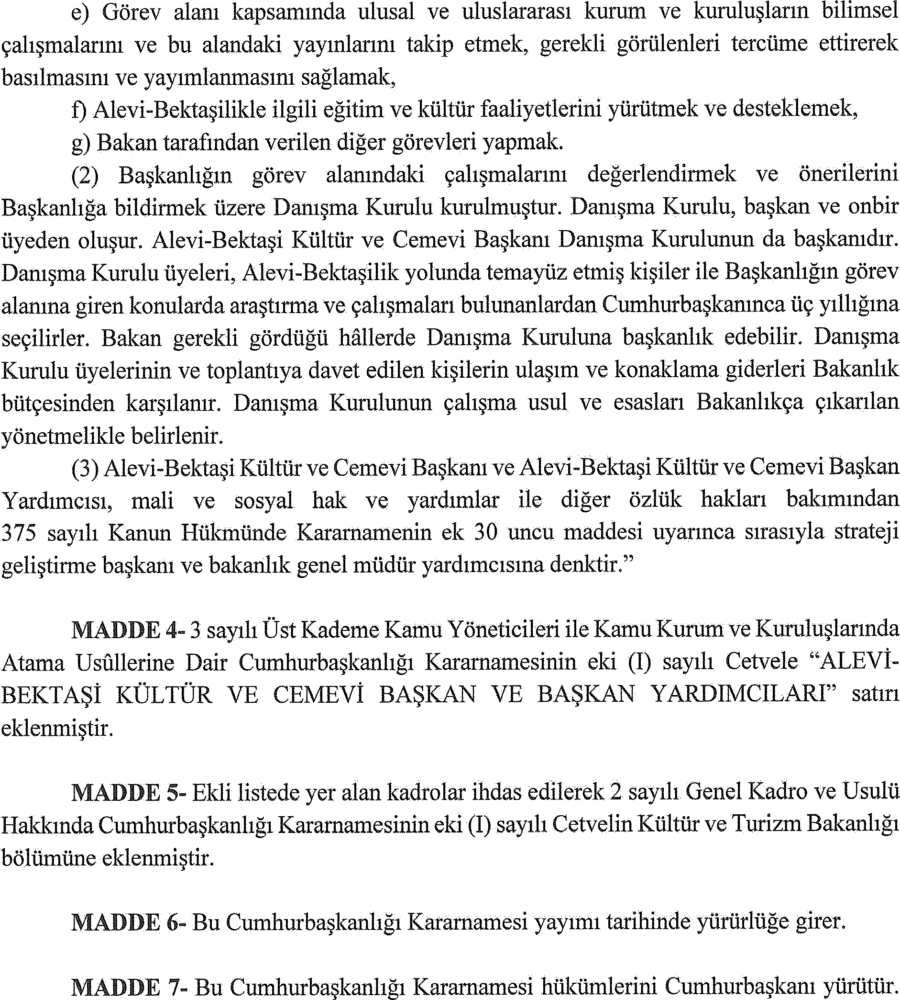 e) Görev alanı kapsamında ulusal ve uluslararası kurum ve kuruluşların bilimsel
çalışmalarını ve bu alandaki yayınlarını takip etmek, gerekli görülenleri tercüme ettirerek
basılmasını ve yayımlanmasını sağlamak,
f) Alevi-Bektaşilikle ilgili eğitim ve kültür faaliyetlerini yürütmek ve desteklemek,
g) Bakan tarafından verilen diğer görevleri yapmak.
(2) Başkanlığın görev alanındaki çalışmalarını değerlendirmek ve önerilerini
Başkanlığa bildirmek üzere Danışma Kurulu kurulmuştur. Danışma Kurulu, başkan ve onbir
üyeden oluşur. Alevi-Bektaşi Kültür ve Cemevi Başkanı Danışma Kurulunun da başkanıdır.
Danışma Kurulu üyeleri, Alevi-Bektaşilik yolunda temayüz etmiş kişiler ile Başkanlığın görev
alanına giren konularda araştırma ve çalışmaları bulunanlardan Cumhurbaşkanınca üç yıllığına
seçilirler. Bakan gerekli gördüğü hâllerde Danışma Kuruluna başkanlık edebilir. Danışma
Kurulu üyelerinin ve toplantıya davet edilen kişilerin ulaşım ve konaklama giderleri Bakanlık
bütçesinden karşılanır. Danışma Kurulunun çalışma usul ve esasları Bakanlıkça çıkarılan
yönetmelikle belirlenir.
(3) Alevi-Bektaşi Kültür ve Cemevi Başkanı ve Alevi-Bektaşi Kültür ve Cemevi Başkan
Yardımcısı, mali ve sosyal hak ve yardımlar ile diğer özlük hakları bakımından
375 sayılı Kanun Hükmünde Kararnamenin ek 30 uncu maddesi uyarınca sırasıyla strateji
geliştirme başkanı ve bakanlık genel müdür yardımcısına denktir.”
MADDE 4- 3 sayılı Üst Kademe Kamu Yöneticileri ile Kamu Kurum ve Kuruluşlarında
Atama Usûllerine Dair Cumhurbaşkanlığı Kararnamesinin eki (I) sayılı Cetvele “ALEVİ-
BEKTAŞİ KÜLTÜR VE CEMEVİ BAŞKAN VE BAŞKAN YARDIMCILARI” satırı
eklenmiştir.
MADDE 5- Ekli listede yer alan kadrolar ihdas edilerek 2 sayılı Genel Kadro ve Usulü
Hakkında Cumhurbaşkanlığı Kararnamesinin eki (I) sayılı Cetvelin Kültür ve Turizm Bakanlığı
bölümüne eklenmiştir.
MADDE 6- Bu Cumhurbaşkanlığı Kararnamesi yayımı tarihinde yürürlüğe girer.
MADDE 7- Bu Cumhurbaşkanlığı Kararnamesi hükümlerini Cumhurbaşkanı yürütür.